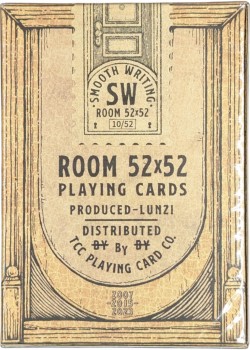 SMOOTH WRITING
SW
ROOM 52x52
10/52
ROOM 52x52
PLAYING CARDS
PRODUCED-LUNZI
DISTRIBUTED
BY By BY
TCC PLAYING CARD CO.
2007
2023